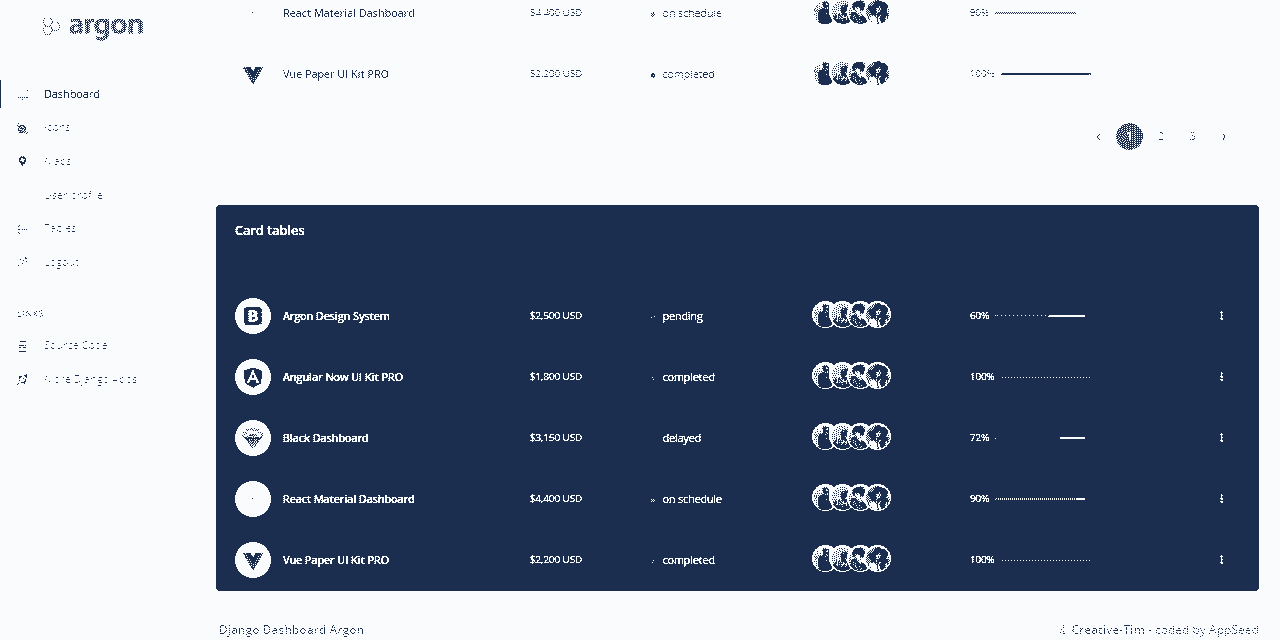 argon
React Material Dashboard $4,400 USD on schedule 90%
Vue Paper UI Kit PRO $2,200 USD completed 100%
Dashboard
Icons
Maps
User profile
Tables
Logout
Links
Source Code
More Django Apps
1 2 3
Card tables
Argon Design System $2,500 USD pending 60%
Angular Now UI Kit PRO $1,800 USD completed 100%
Black Dashboard $3,150 USD delayed 72%
React Material Dashboard $4,400 USD on schedule 90%
Vue Paper UI Kit PRO $2,200 USD completed 100%
Django Dashboard Argon
© Creative-Tim - coded by AppSeed